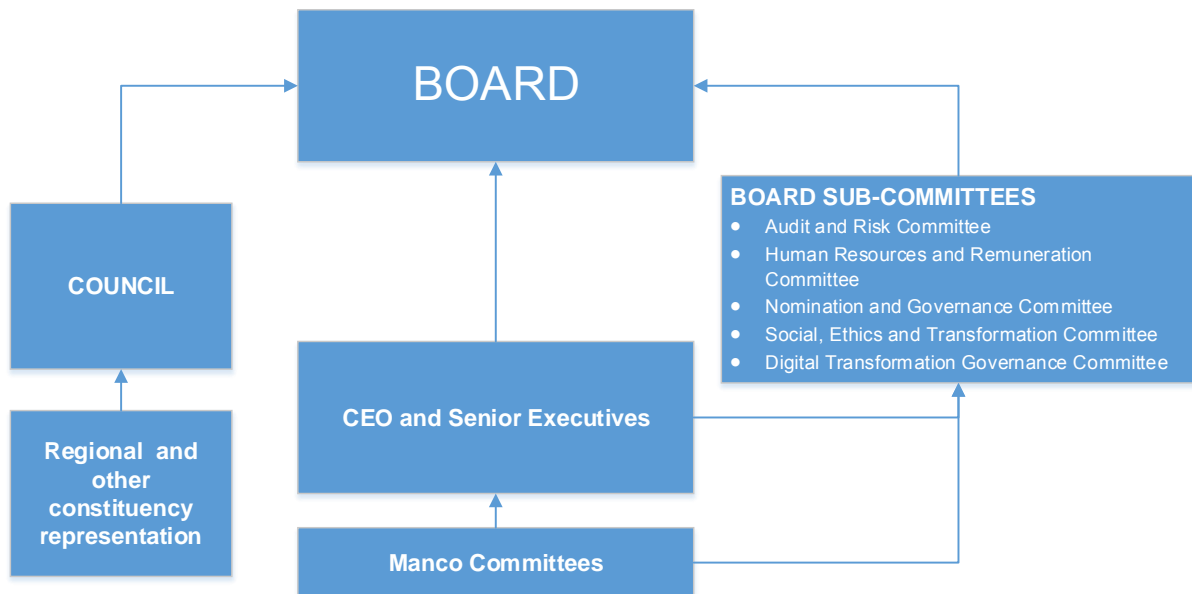 BOARD
COUNCIL
Regional and
other
constituency
representation
CEO and Senior Executives
Manco Committees
BOARD SUB-COMMITTEES
• Audit and Risk Committee
• Human Resources and Remuneration
Committee
• Nomination and Governance Committee
• Social, Ethics and Transformation Committee
• Digital Transformation Governance Committee